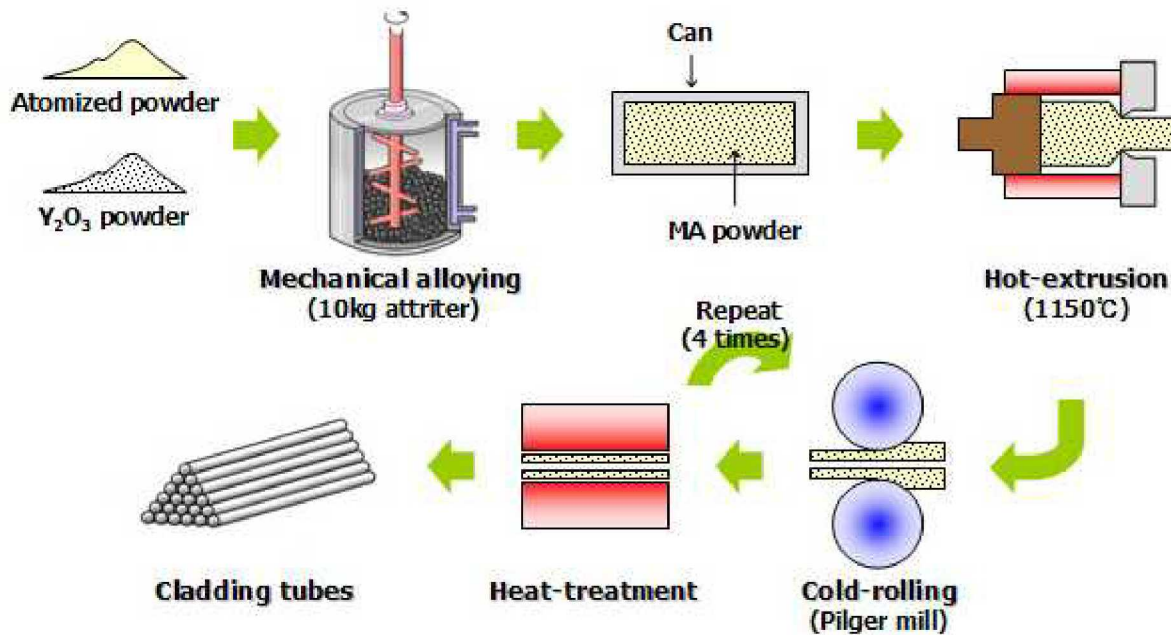 Atomized powder
Y₂O₃ powder
Mechanical alloying
(10kg attriter)
Can
MA powder
Hot-extrusion
(1150℃)
Repeat
(4 times)
Cold-rolling
(Pilger mill)
Heat-treatment
Cladding tubes